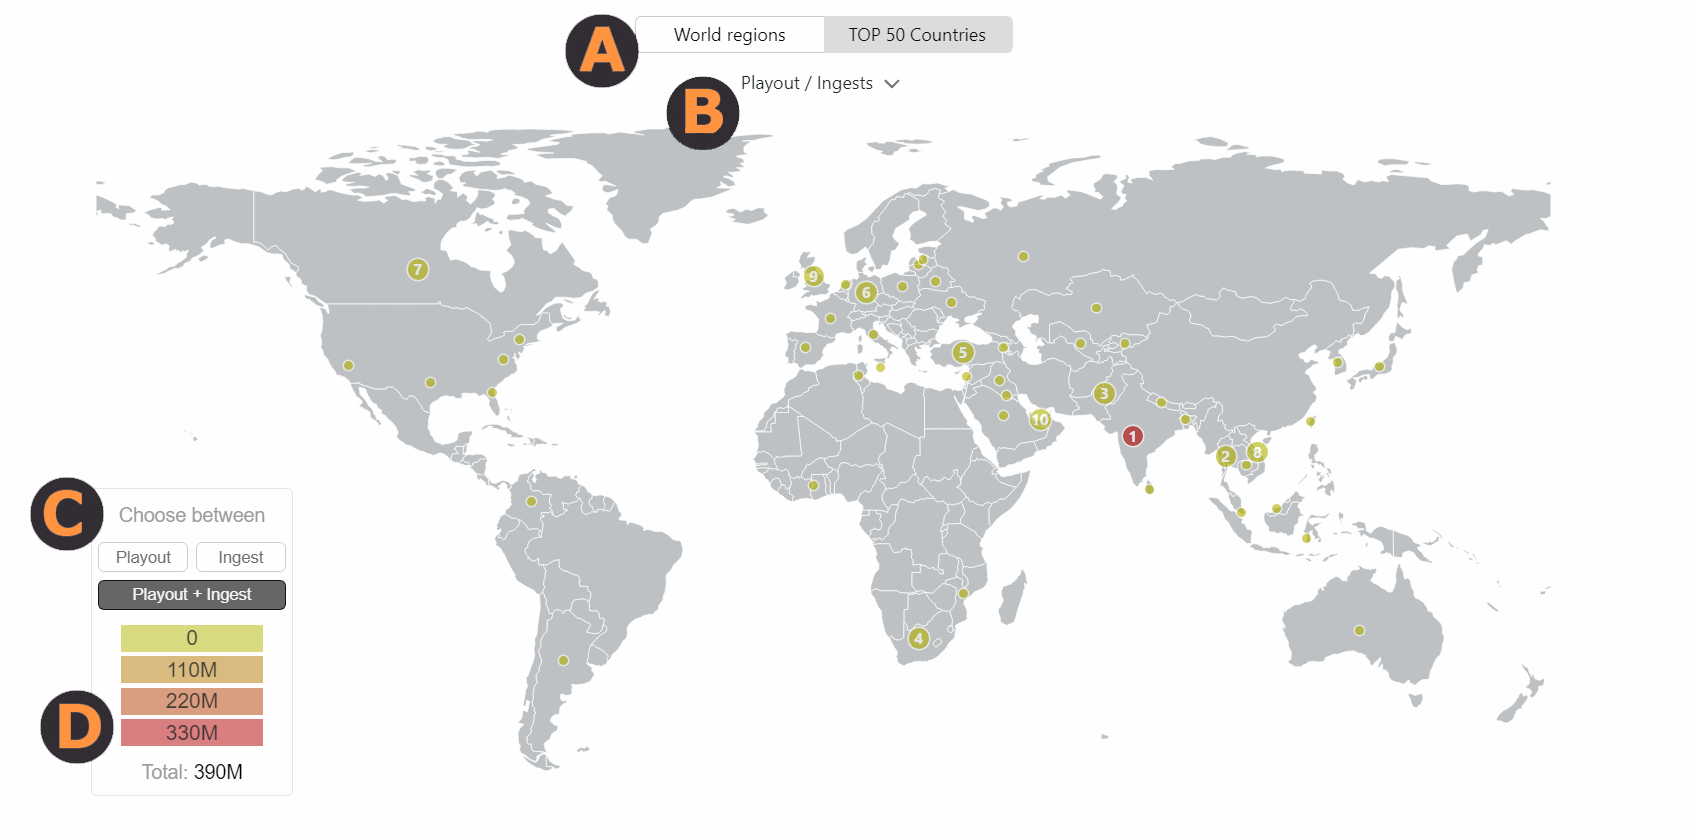 A
World regions
TOP 50 Countries
B
Playout / Ingests
7
9
6
5
3
10
1
2
8
4
C
Choose between
Playout
Ingest
Playout + Ingest
0
110M
220M
D
330M
Total: 390M